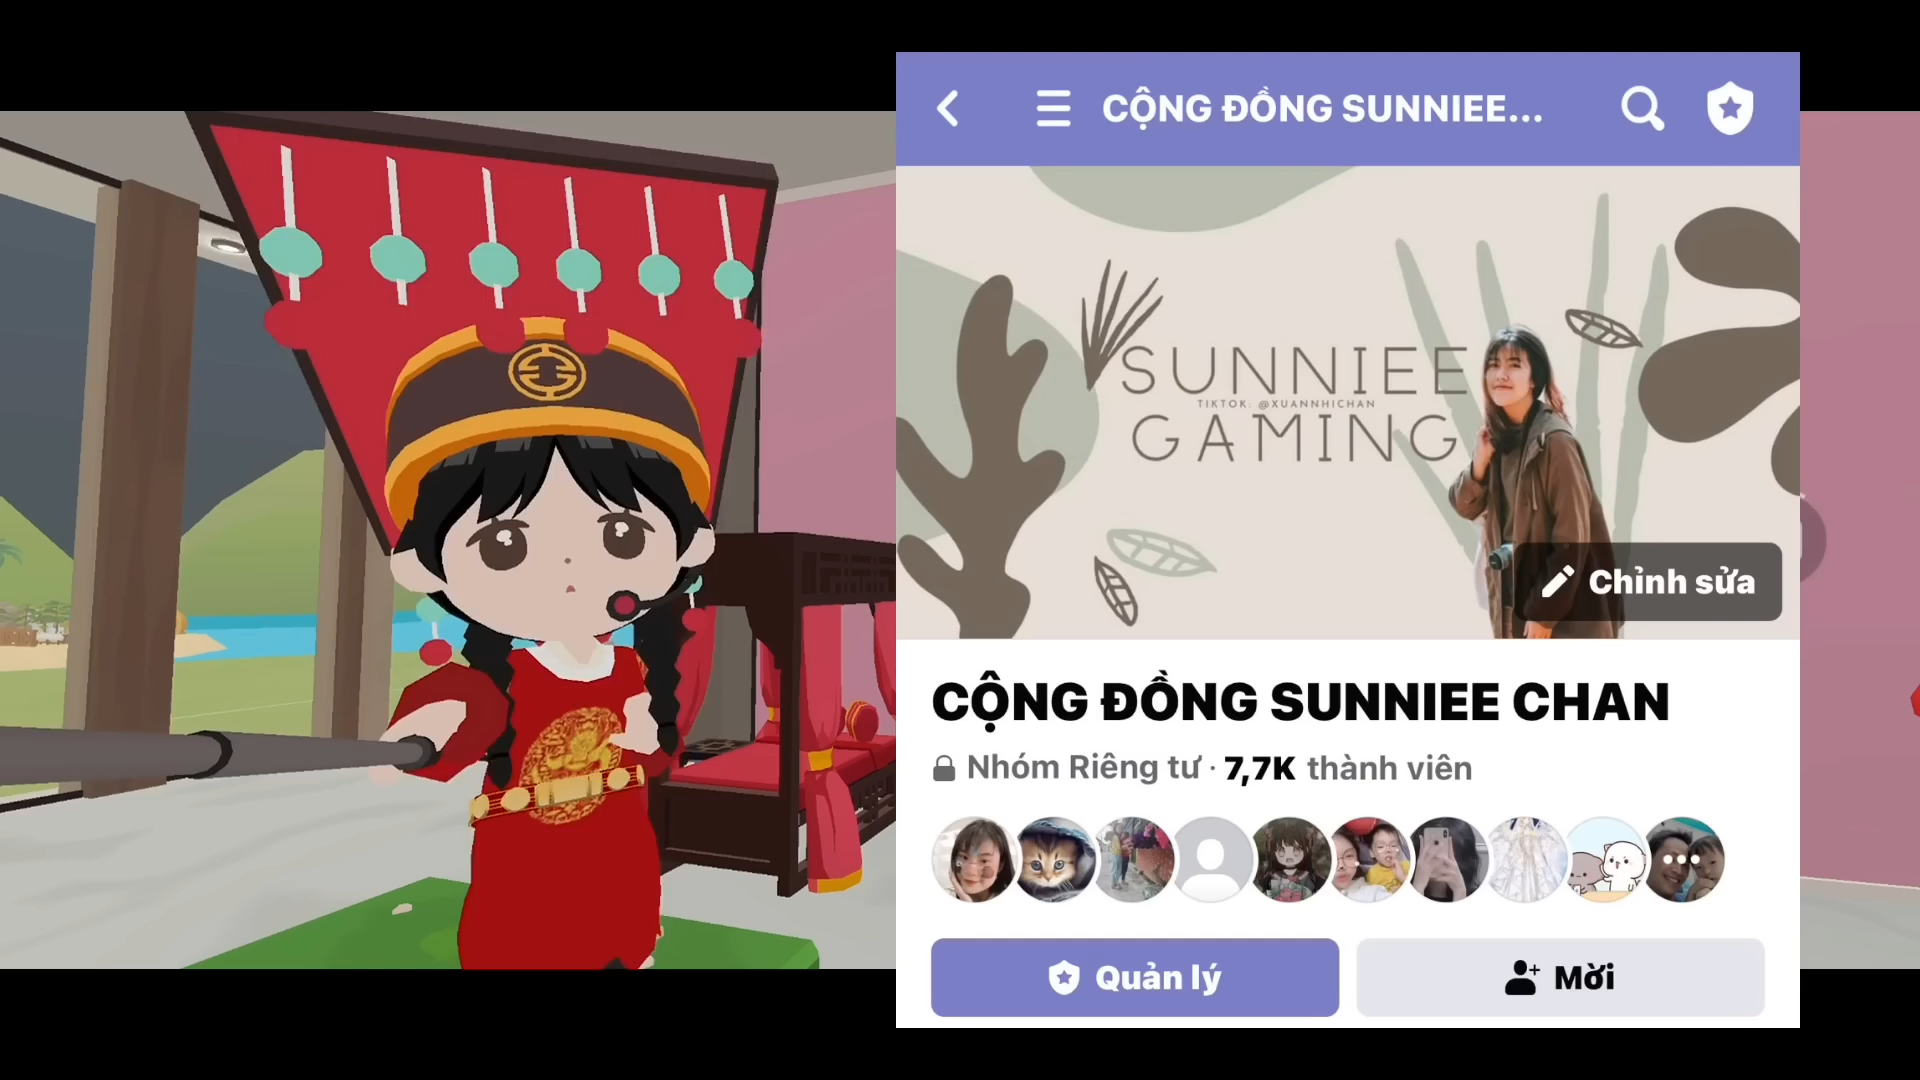 CỘNG ĐỒNG SUNNIEE...
SUNNIEE
TIKTOK: @XUANNHICHAN
GAMING
Chỉnh sửa
CỘNG ĐỒNG SUNNIEE CHAN
Nhóm Riêng tư · 7,7K thành viên
Quản lý
Mời